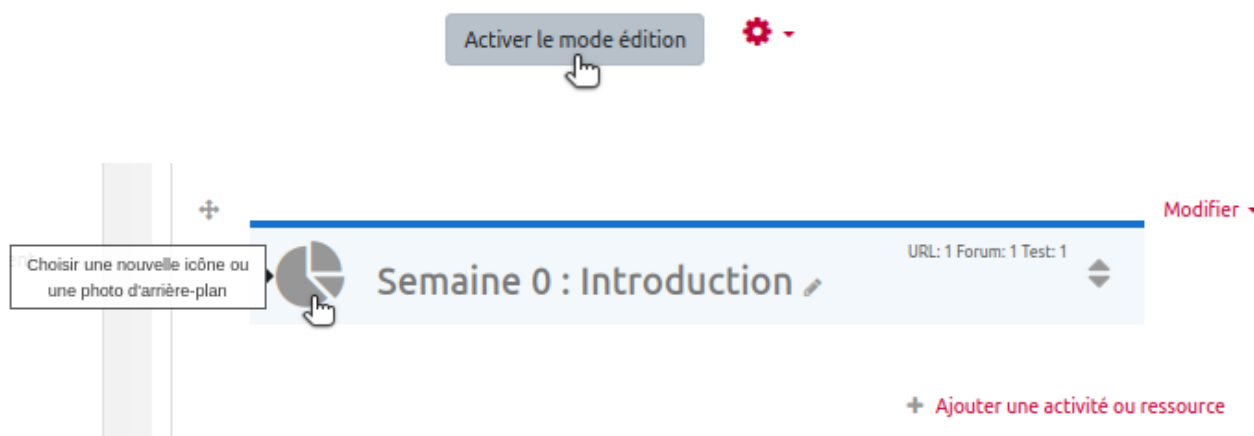 Activer le mode édition
Modifier
URL: 1 Forum: 1 Test: 1
Choisir une nouvelle icône ou
une photo d'arrière-plan
Semaine 0 : Introduction
Ajouter une activité ou ressource